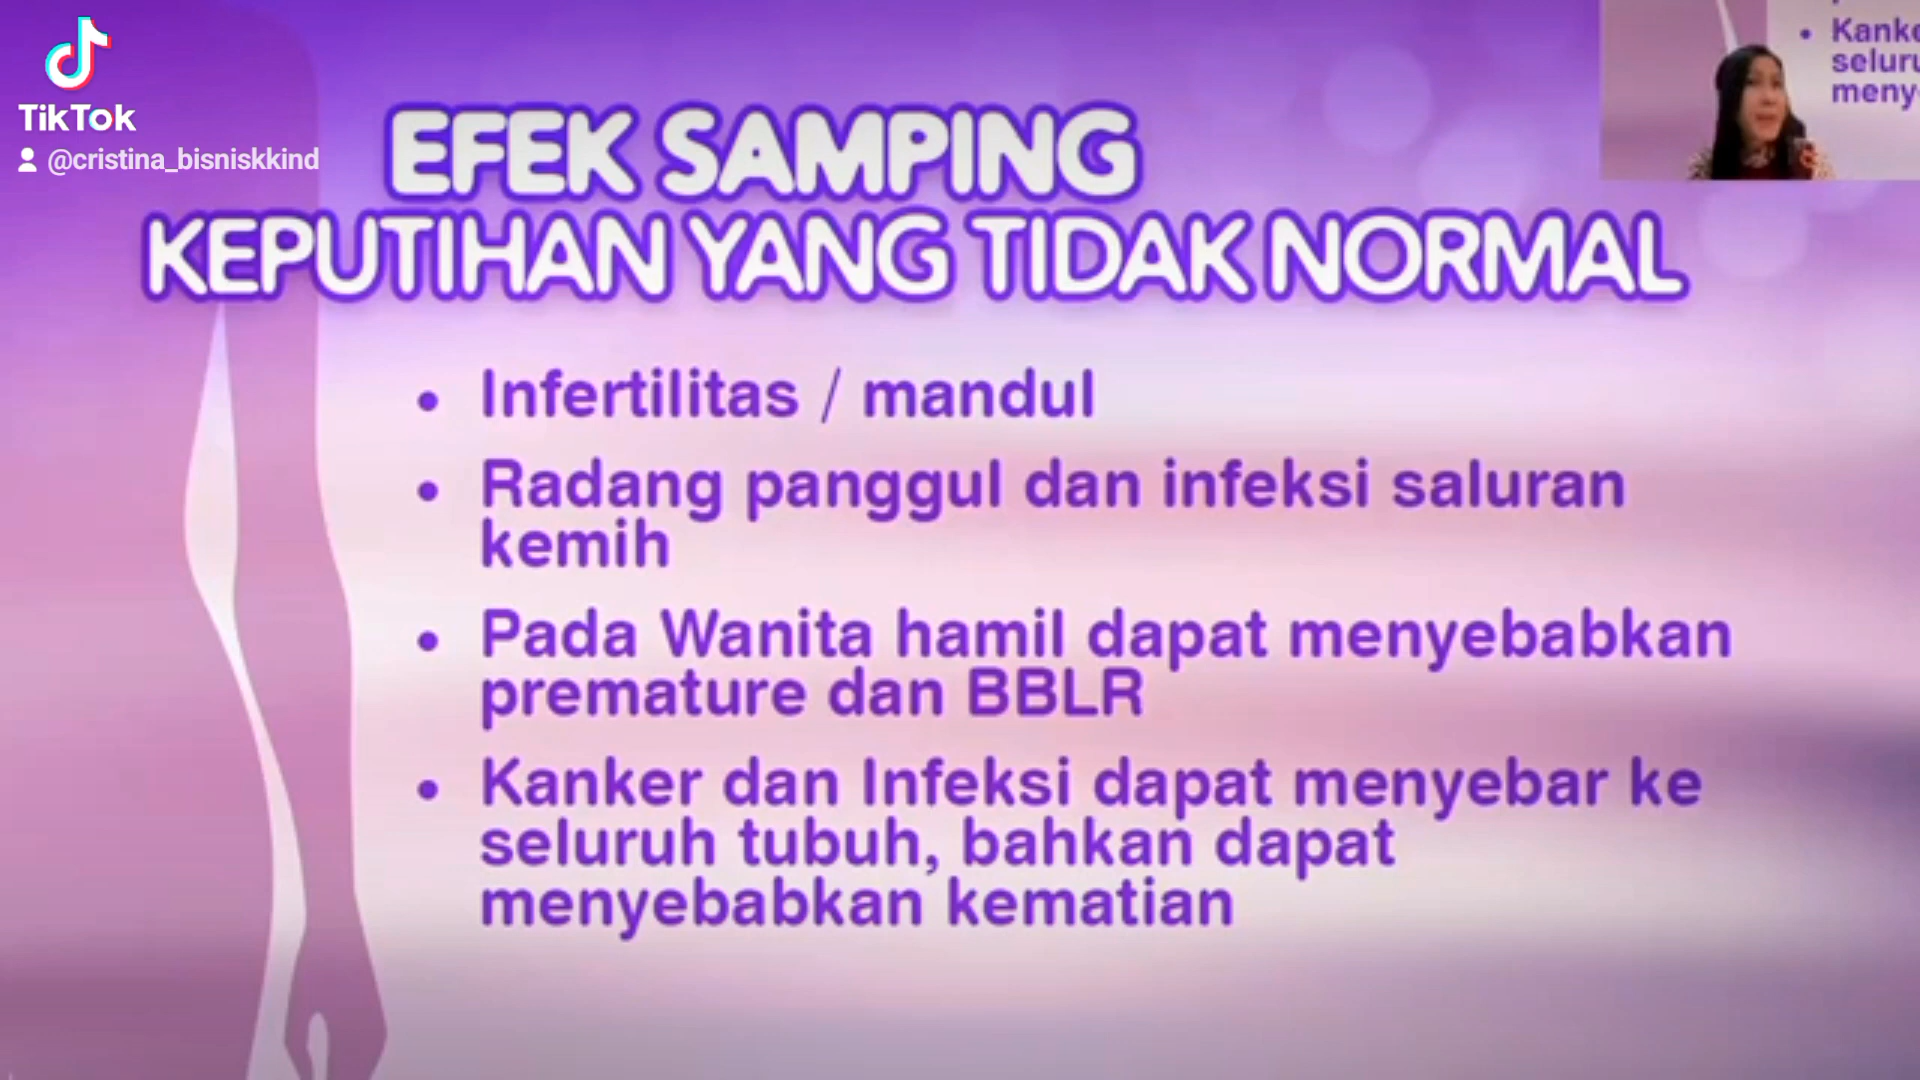 TikTok
@cristina_bisniskkind
EFEK SAMPING
KEPUTIHAN YANG TIDAK NORMAL
• Infertilitas / mandul
• Radang panggul dan infeksi saluran
kemih
• Pada Wanita hamil dapat menyebabkan
premature dan BBLR
• Kanker dan Infeksi dapat menyebar ke
seluruh tubuh, bahkan dapat
menyebabkan kematian